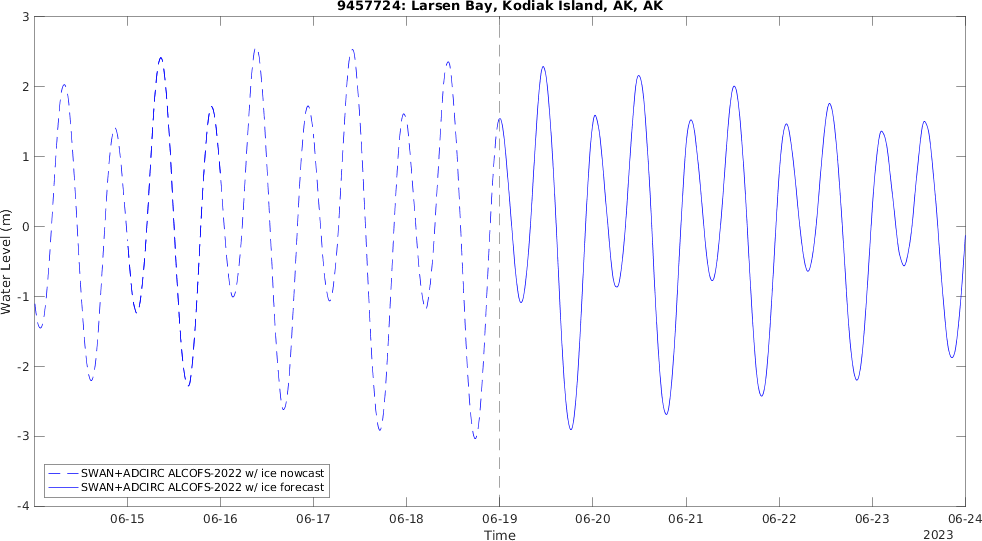 9457724: Larsen Bay, Kodiak Island, AK, AK
3
2
1
0
-1
-2
-3
-4
Water Level (m)
SWAN+ADCIRC ALCOFS-2022 w/ ice nowcast
SWAN+ADCIRC ALCOFS-2022 w/ ice forecast
06-15 06-16 06-17 06-18 06-19 06-20 06-21 06-22 06-23 06-24
Time
2023